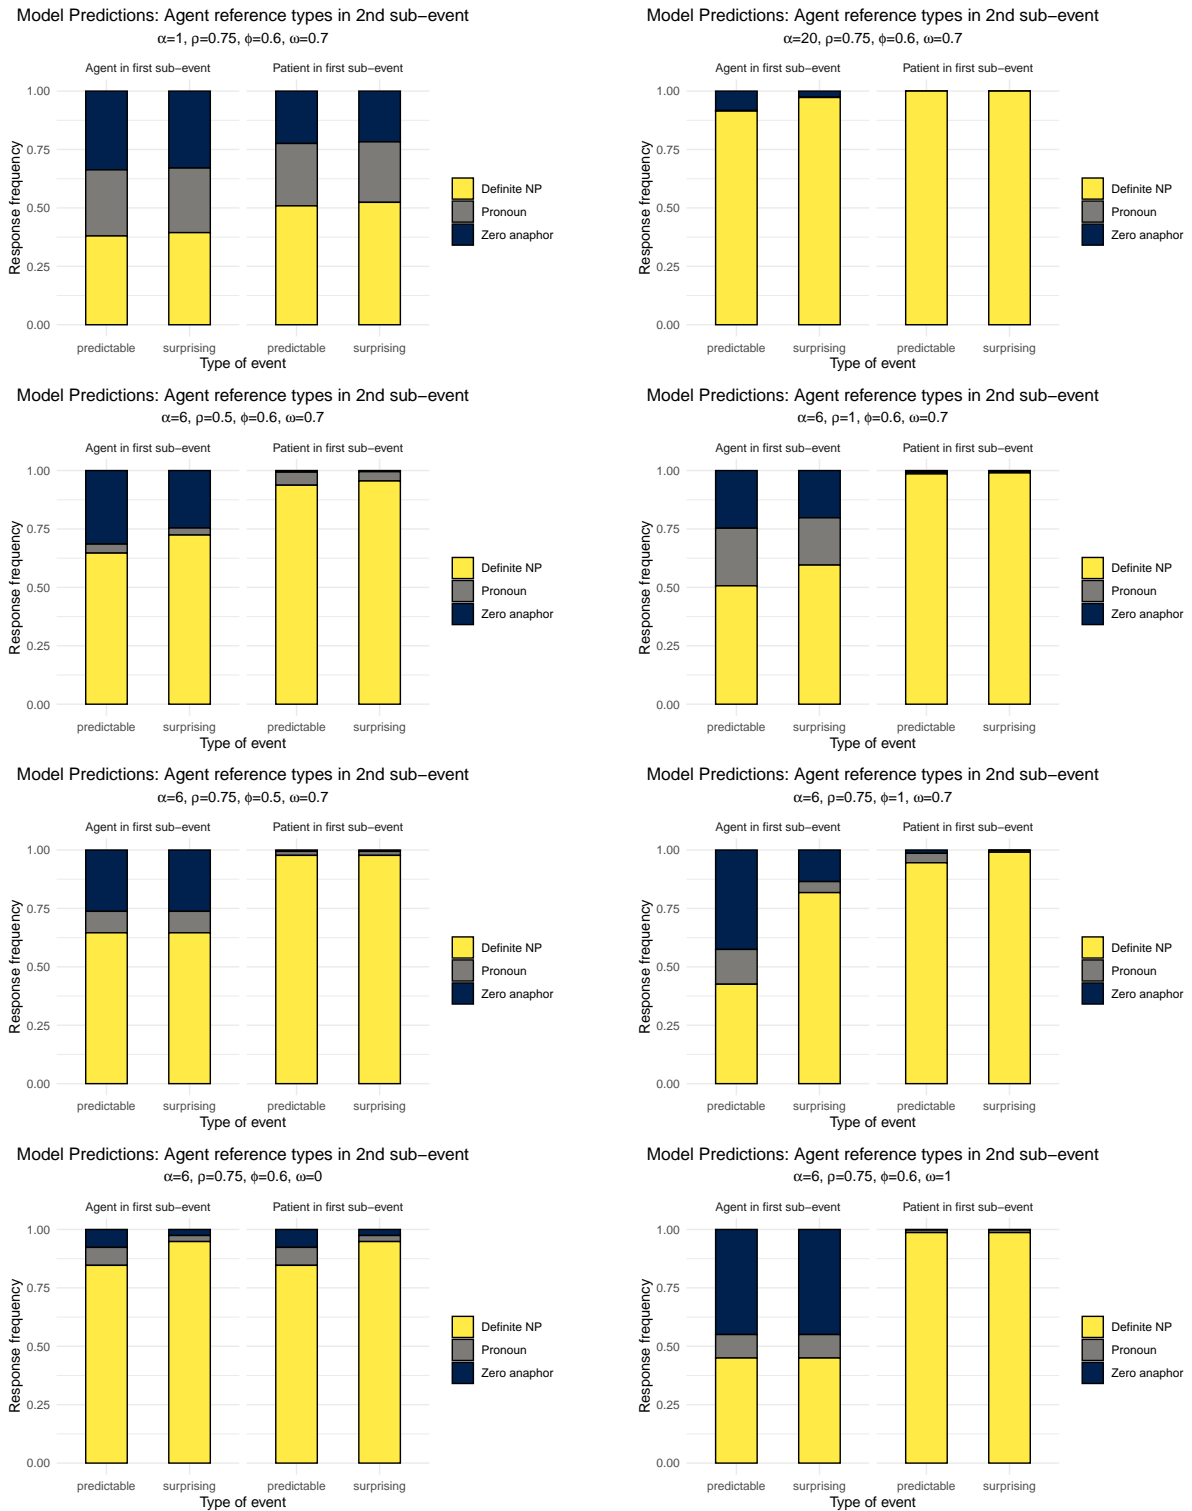 Model Predictions: Agent reference types in 2nd sub−event
α=1, ρ=0.75, ϕ=0.6, ω=0.7
Agent in first sub−event Patient in first sub−event
1.00
0.75
0.50
0.25
0.00
Response frequency
predictable surprising predictable surprising
Type of event
Definite NP
Pronoun
Zero anaphor
Model Predictions: Agent reference types in 2nd sub−event
α=20, ρ=0.75, ϕ=0.6, ω=0.7
Agent in first sub−event Patient in first sub−event
1.00
0.75
0.50
0.25
0.00
Response frequency
predictable surprising predictable surprising
Type of event
Definite NP
Pronoun
Zero anaphor
Model Predictions: Agent reference types in 2nd sub−event
α=6, ρ=0.5, ϕ=0.6, ω=0.7
Agent in first sub−event Patient in first sub−event
1.00
0.75
0.50
0.25
0.00
Response frequency
predictable surprising predictable surprising
Type of event
Definite NP
Pronoun
Zero anaphor
Model Predictions: Agent reference types in 2nd sub−event
α=6, ρ=1, ϕ=0.6, ω=0.7
Agent in first sub−event Patient in first sub−event
1.00
0.75
0.50
0.25
0.00
Response frequency
predictable surprising predictable surprising
Type of event
Definite NP
Pronoun
Zero anaphor
Model Predictions: Agent reference types in 2nd sub−event
α=6, ρ=0.75, ϕ=0.5, ω=0.7
Agent in first sub−event Patient in first sub−event
1.00
0.75
0.50
0.25
0.00
Response frequency
predictable surprising predictable surprising
Type of event
Definite NP
Pronoun
Zero anaphor
Model Predictions: Agent reference types in 2nd sub−event
α=6, ρ=0.75, ϕ=1, ω=0.7
Agent in first sub−event Patient in first sub−event
1.00
0.75
0.50
0.25
0.00
Response frequency
predictable surprising predictable surprising
Type of event
Definite NP
Pronoun
Zero anaphor
Model Predictions: Agent reference types in 2nd sub−event
α=6, ρ=0.75, ϕ=0.6, ω=0
Agent in first sub−event Patient in first sub−event
1.00
0.75
0.50
0.25
0.00
Response frequency
predictable surprising predictable surprising
Type of event
Definite NP
Pronoun
Zero anaphor
Model Predictions: Agent reference types in 2nd sub−event
α=6, ρ=0.75, ϕ=0.6, ω=1
Agent in first sub−event Patient in first sub−event
1.00
0.75
0.50
0.25
0.00
Response frequency
predictable surprising predictable surprising
Type of event
Definite NP
Pronoun
Zero anaphor